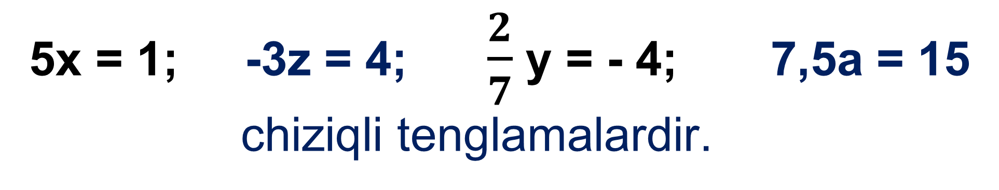 5x = 1; -3z = 4; 2/7 y = - 4; 7,5a = 15
chiziqli tenglamalardir.